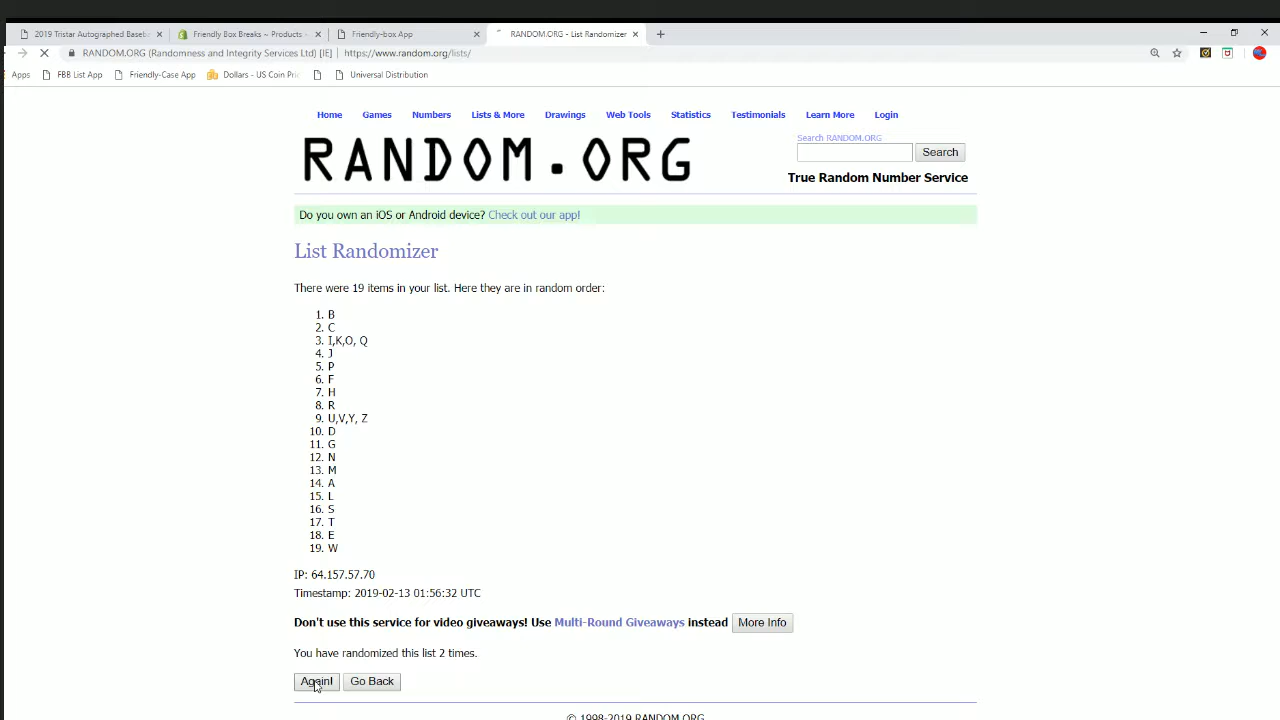 2019 Tristar Autographed Baseb
Friendly Box Breaks ~ Products ~
Friendly-box App
RANDOM.ORG - List Randomizer
RANDOM.ORG (Randomness and Integrity Services Ltd) [IE] | https://www.random.org/lists/
Apps FBB List App Friendly-Case App Dollars - US Coin Pric Universal Distribution
Home Games Numbers Lists & More Drawings Web Tools Statistics Testimonials Learn More Login
RANDOM.ORG
Search RANDOM.ORG
Search
True Random Number Service
Do you own an iOS or Android device? Check out our app!
List Randomizer
There were 19 items in your list. Here they are in random order:
1. B
2. C
3. I,K,O, Q
4. J
5. P
6. F
7. H
8. R
9. U,V,Y, Z
10. D
11. G
12. N
13. M
14. A
15. L
16. S
17. T
18. E
19. W
IP: 64.157.57.70
Timestamp: 2019-02-13 01:56:32 UTC
Don't use this service for video giveaways! Use Multi-Round Giveaways instead More Info
You have randomized this list 2 times.
Again! Go Back
© 1998-2019 RANDOM.ORG